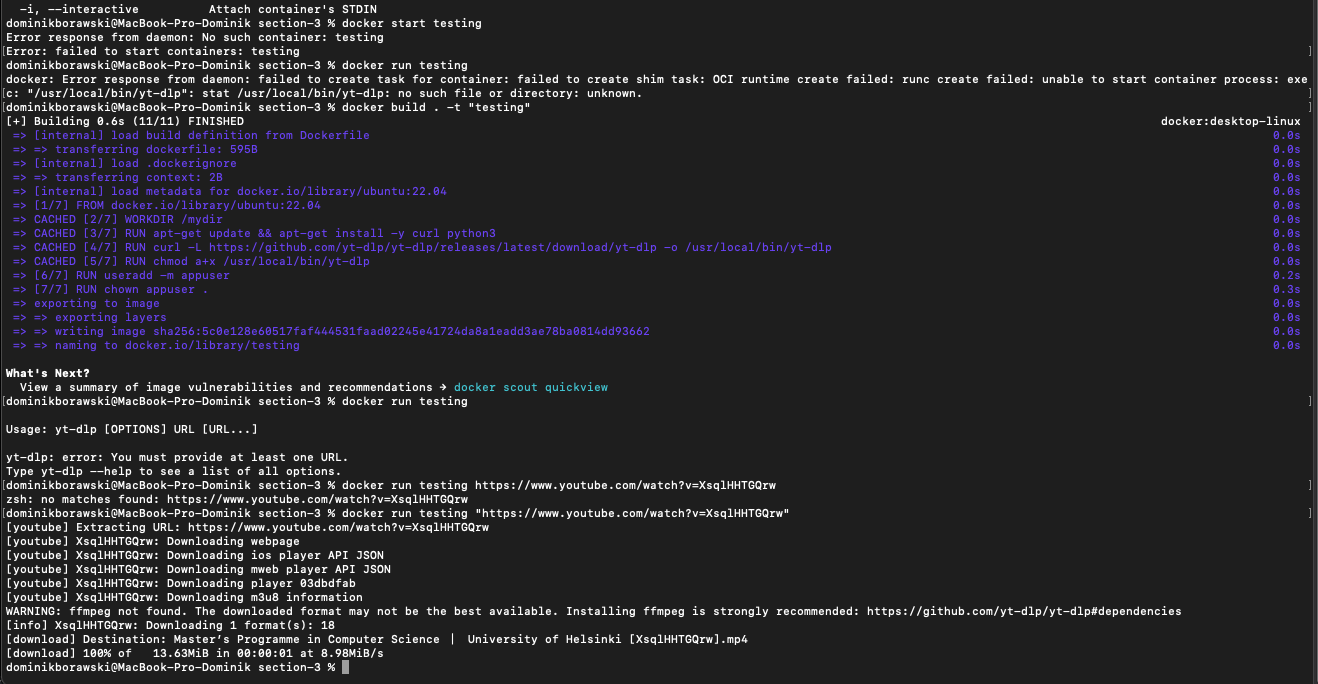 -i, --interactive          Attach container's STDIN
dominikborawski@MacBook-Pro-Dominik section-3 % docker start testing
Error response from daemon: No such container: testing
[Error: failed to start containers: testing ]
dominikborawski@MacBook-Pro-Dominik section-3 % docker run testing
docker: Error response from daemon: failed to create task for container: failed to create shim task: OCI runtime create failed: runc create failed: unable to start container process: exe
[c: "/usr/local/bin/yt-dlp": stat /usr/local/bin/yt-dlp: no such file or directory: unknown. ]
[dominikborawski@MacBook-Pro-Dominik section-3 % docker build . -t "testing" ]
[+] Building 0.6s (11/11) FINISHED docker:desktop-linux
=> [internal] load build definition from Dockerfile 0.0s
=> => transferring dockerfile: 595B 0.0s
=> [internal] load .dockerignore 0.0s
=> => transferring context: 2B 0.0s
=> [internal] load metadata for docker.io/library/ubuntu:22.04 0.0s
=> [1/7] FROM docker.io/library/ubuntu:22.04 0.0s
=> CACHED [2/7] WORKDIR /mydir 0.0s
=> CACHED [3/7] RUN apt-get update && apt-get install -y curl python3 0.0s
=> CACHED [4/7] RUN curl -L https://github.com/yt-dlp/yt-dlp/releases/latest/download/yt-dlp -o /usr/local/bin/yt-dlp 0.0s
=> CACHED [5/7] RUN chmod a+x /usr/local/bin/yt-dlp 0.0s
=> [6/7] RUN useradd -m appuser 0.2s
=> [7/7] RUN chown appuser . 0.3s
=> exporting to image 0.0s
=> => exporting layers 0.0s
=> => writing image sha256:5c0e128e60517faf444531faad02245e41724da8a1eadd3ae78ba0814dd93662 0.0s
=> => naming to docker.io/library/testing 0.0s
What's Next?
View a summary of image vulnerabilities and recommendations → docker scout quickview
[dominikborawski@MacBook-Pro-Dominik section-3 % docker run testing ]
Usage: yt-dlp [OPTIONS] URL [URL...]
yt-dlp: error: You must provide at least one URL.
Type yt-dlp --help to see a list of all options.
[dominikborawski@MacBook-Pro-Dominik section-3 % docker run testing https://www.youtube.com/watch?v=XsqlHHTGQrw ]
zsh: no matches found: https://www.youtube.com/watch?v=XsqlHHTGQrw
[dominikborawski@MacBook-Pro-Dominik section-3 % docker run testing "https://www.youtube.com/watch?v=XsqlHHTGQrw" ]
[youtube] Extracting URL: https://www.youtube.com/watch?v=XsqlHHTGQrw
[youtube] XsqlHHTGQrw: Downloading webpage
[youtube] XsqlHHTGQrw: Downloading ios player API JSON
[youtube] XsqlHHTGQrw: Downloading mweb player API JSON
[youtube] XsqlHHTGQrw: Downloading player 03dbdfab
[youtube] XsqlHHTGQrw: Downloading m3u8 information
WARNING: ffmpeg not found. The downloaded format may not be the best available. Installing ffmpeg is strongly recommended: https://github.com/yt-dlp/yt-dlp#dependencies
[info] XsqlHHTGQrw: Downloading 1 format(s): 18
[download] Destination: Master’s Programme in Computer Science ｜ University of Helsinki [XsqlHHTGQrw].mp4
[download] 100% of   13.63MiB in 00:00:01 at 8.98MiB/s
dominikborawski@MacBook-Pro-Dominik section-3 %